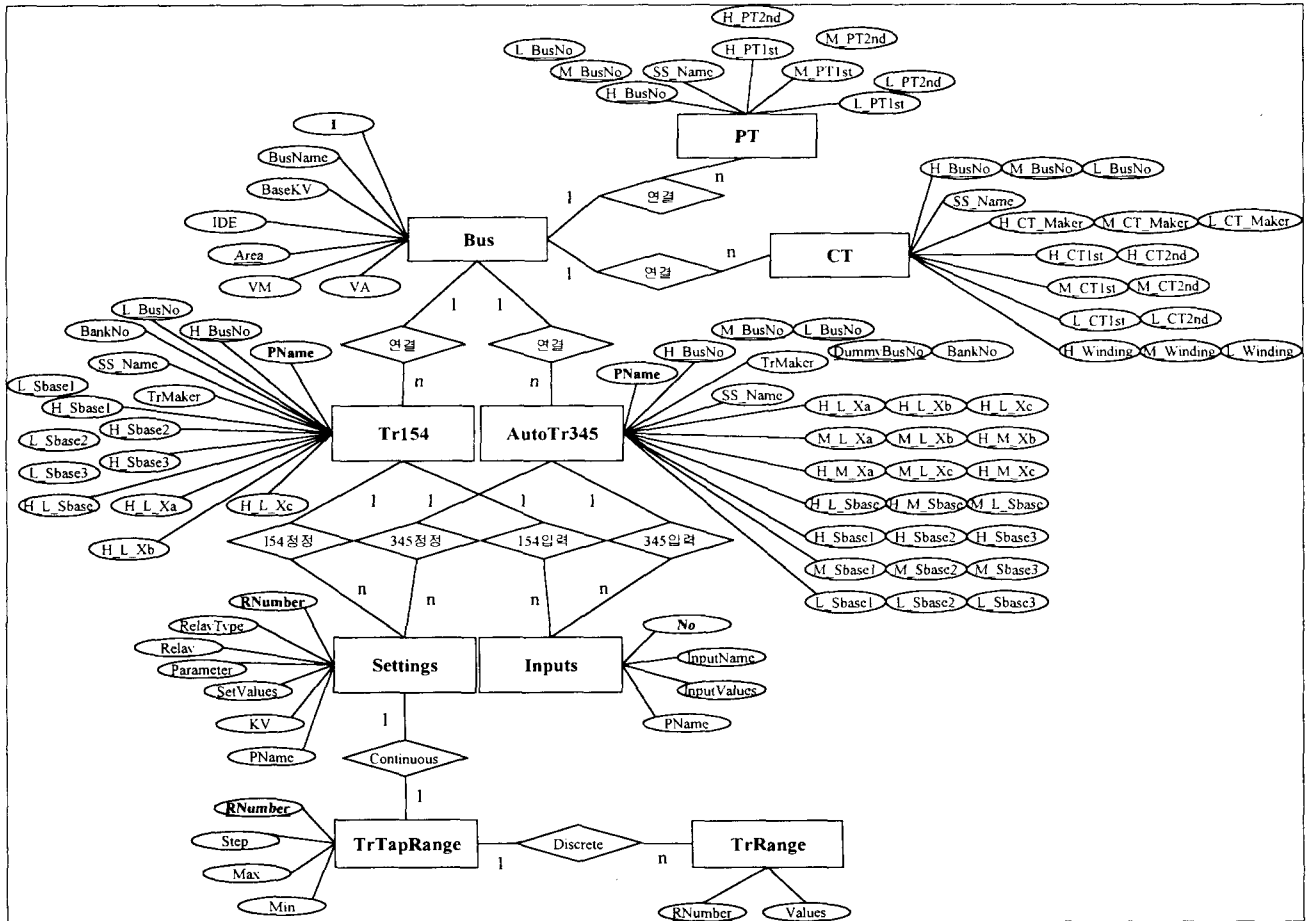 H_PT2nd
L_BusNo
H_PT1st
M_PT2nd
M_BusNo
SS_Name
M_PT1st
H_BusNo
L_PT2nd
L_PT1st
PT
I
BusName
BaseKV
IDE
Area
VM
VA
Bus
1
연결
n
1
연결
n
H_BusNo M_BusNo L_BusNo
SS_Name
H_CT_Maker M_CT_Maker L_CT_Maker
CT
H_CT1st H_CT2nd
M_CT1st M_CT2nd
L_CT1st L_CT2nd
H_Winding M_Winding L_Winding
1 1
연결 연결
n n
L_BusNo
BankNo
H_BusNo
PName
SS_Name
L_Sbase1
TrMaker
H_Sbase1
H_Sbase2
L_Sbase2
H_Sbase3
L_Sbase3
H_L_Sbase
H_L_Xa
H_L_Xc
H_L_Xb
Tr154
AutoTr345
M_BusNo L_BusNo
H_BusNo
DummyBusNo BankNo
TrMaker
PName
SS_Name
H_L_Xa H_L_Xb H_L_Xc
M_L_Xa M_L_Xb H_M_Xb
H_M_Xa M_L_Xc H_M_Xc
H_L_Sbase H_M_Sbase M_L_Sbase
H_Sbase1 H_Sbase2 H_Sbase3
M_Sbase1 M_Sbase2 M_Sbase3
L_Sbase1 L_Sbase2 L_Sbase3
1 1 1 1
154정정 345정정 154입력 345입력
n n n n
RNumber
RelayType
Relay
Parameter
SetValues
KV
PName
Settings
Inputs
No
InputName
InputValues
PName
1
Continuous
1
RNumber
Step
Max
Min
TrTapRange
1
Discrete
n
TrRange
RNumber Values